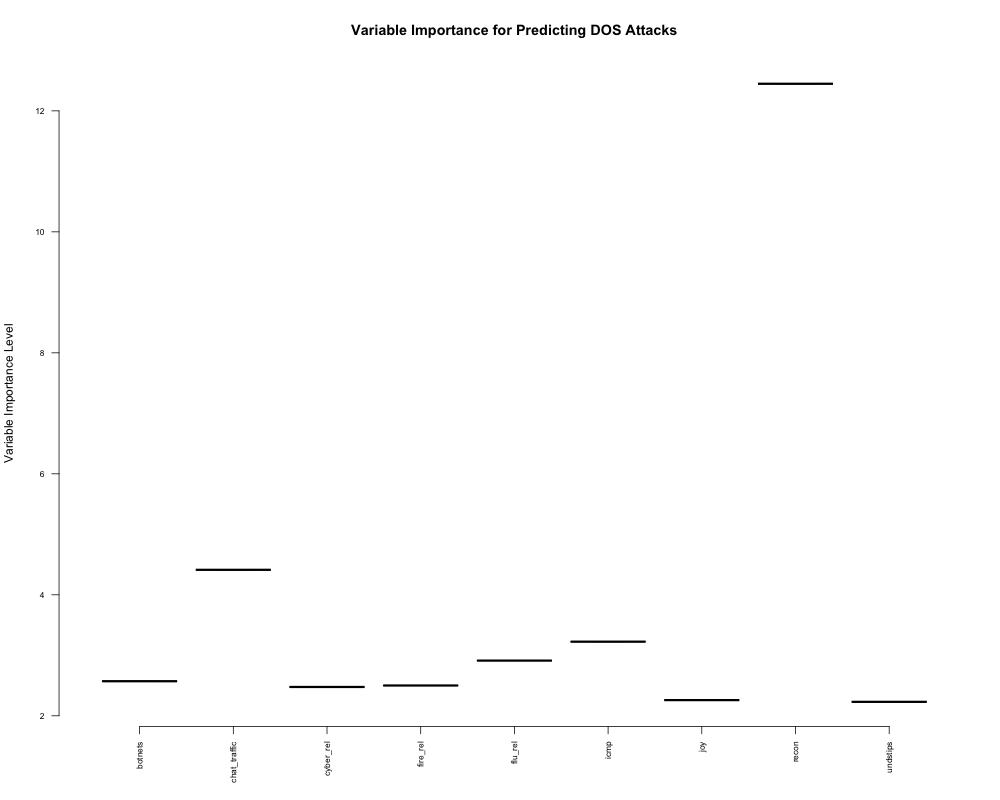 Variable Importance for Predicting DOS Attacks
Variable Importance Level
12
10
8
6
4
2
botnets
chat_traffic
cyber_rel
fire_rel
flu_rel
icmp
joy
recon
undstips